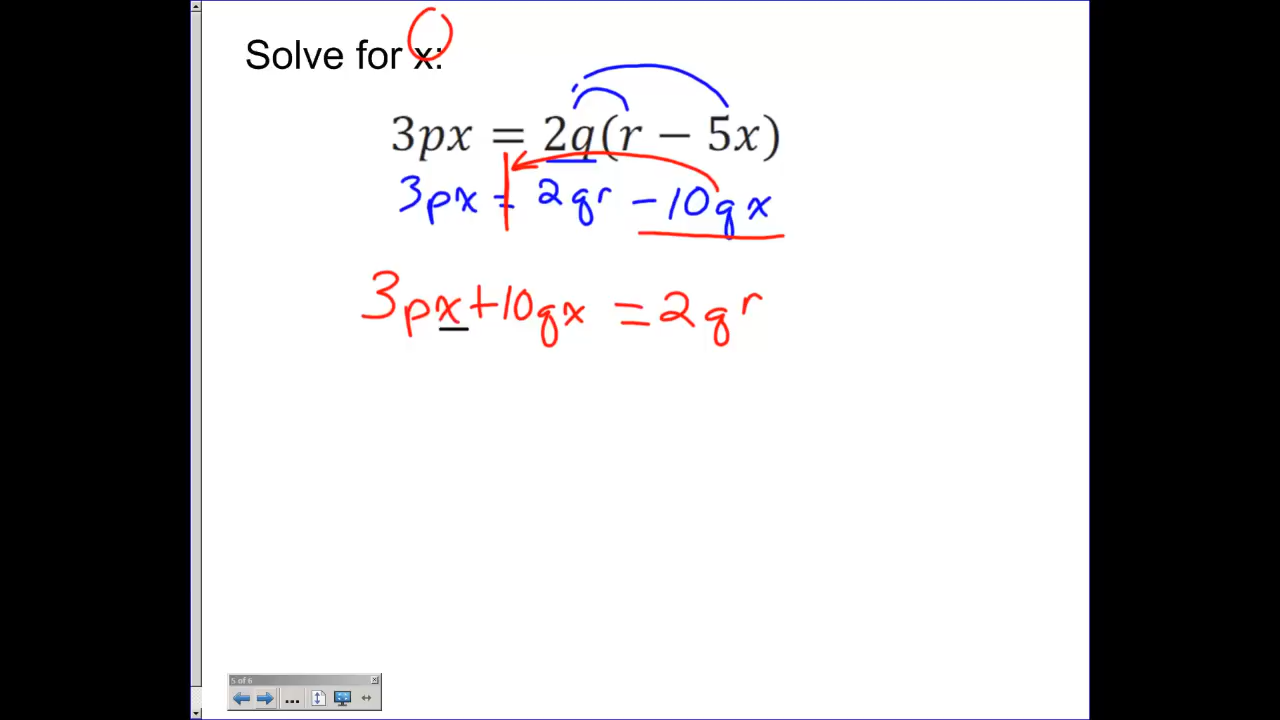 Solve for x:
3px = 2q(r − 5x)
3px = 2qr − 10qx
3px + 10qx = 2qr
5 of 6